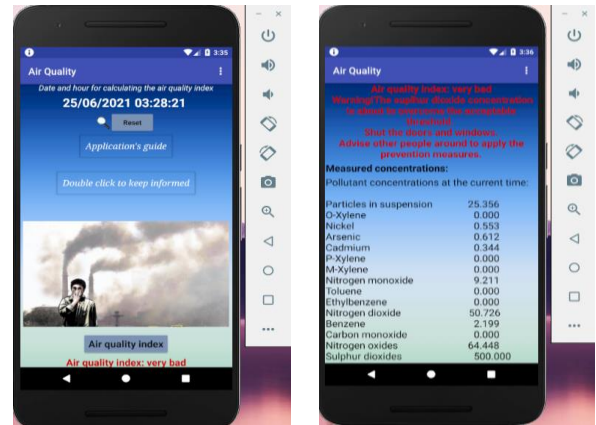 3:35
Air Quality
Date and hour for calculating the air quality index
25/06/2021 03:28:21
Reset
Application's guide
Double click to keep informed
Air quality index
Air quality index: very bad
3:36
Air Quality
Air quality index: very bad
Warning!The suplhur dioxide concentration
is about to overcome the acceptable
threshold
Shut the doors and windows.
Advise other people around to apply the
prevention measures.
Measured concentrations:
Pollutant concentrations at the current time:
Particles in suspension 25.356
O-Xylene 0.000
Nickel 0.553
Arsenic 0.612
Cadmium 0.344
P-Xylene 0.000
M-Xylene 0.000
Nitrogen monoxide 9.211
Toluene 0.000
Ethylbenzene 0.000
Nitrogen dioxide 50.726
Benzene 2.199
Carbon monoxide 0.000
Nitrogen oxides 64.448
Sulphur dioxides 500.000